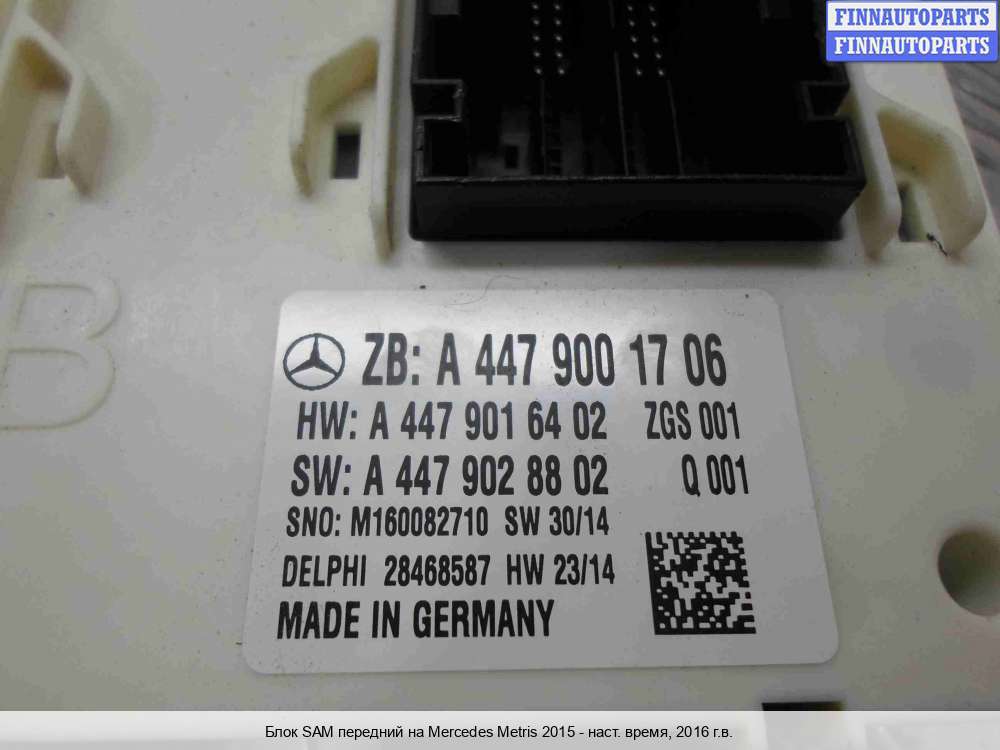 FINNAUTOPARTS
FINNAUTOPARTS
B
ZB: A 447 900 17 06
HW: A 447 901 64 02 ZGS 001
SW: A 447 902 88 02 Q 001
SNO: M160082710 SW 30/14
DELPHI 28468587 HW 23/14
MADE IN GERMANY
Блок SAM передний на Mercedes Metris 2015 - наст. время, 2016 г.в.